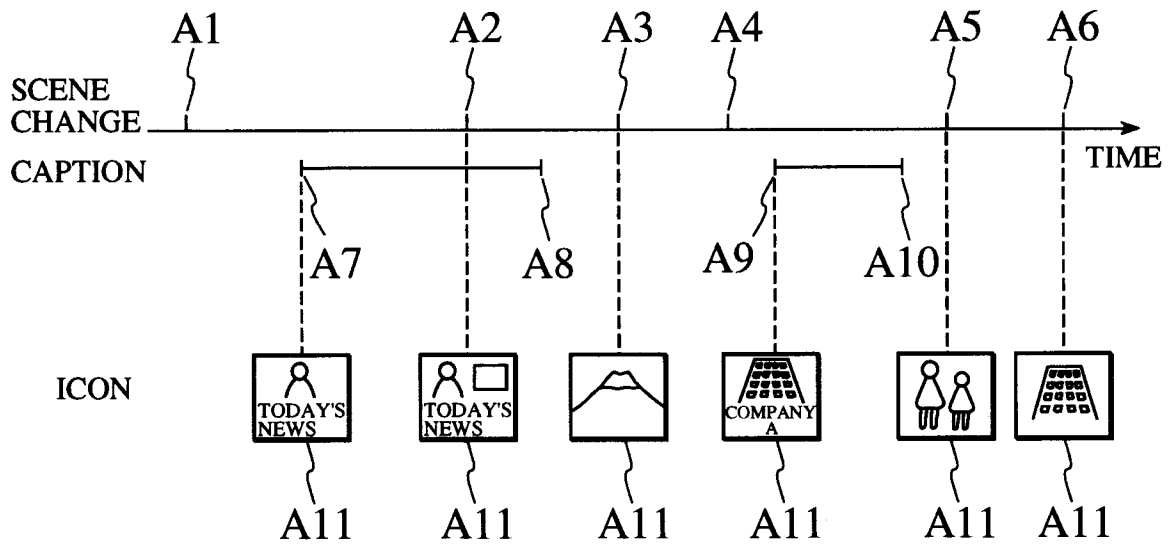 A1 A2 A3 A4 A5 A6
SCENE
CHANGE
TIME
CAPTION
A7 A8 A9 A10
ICON
TODAY'S
NEWS
TODAY'S
NEWS
COMPANY
A
A11 A11 A11 A11 A11 A11